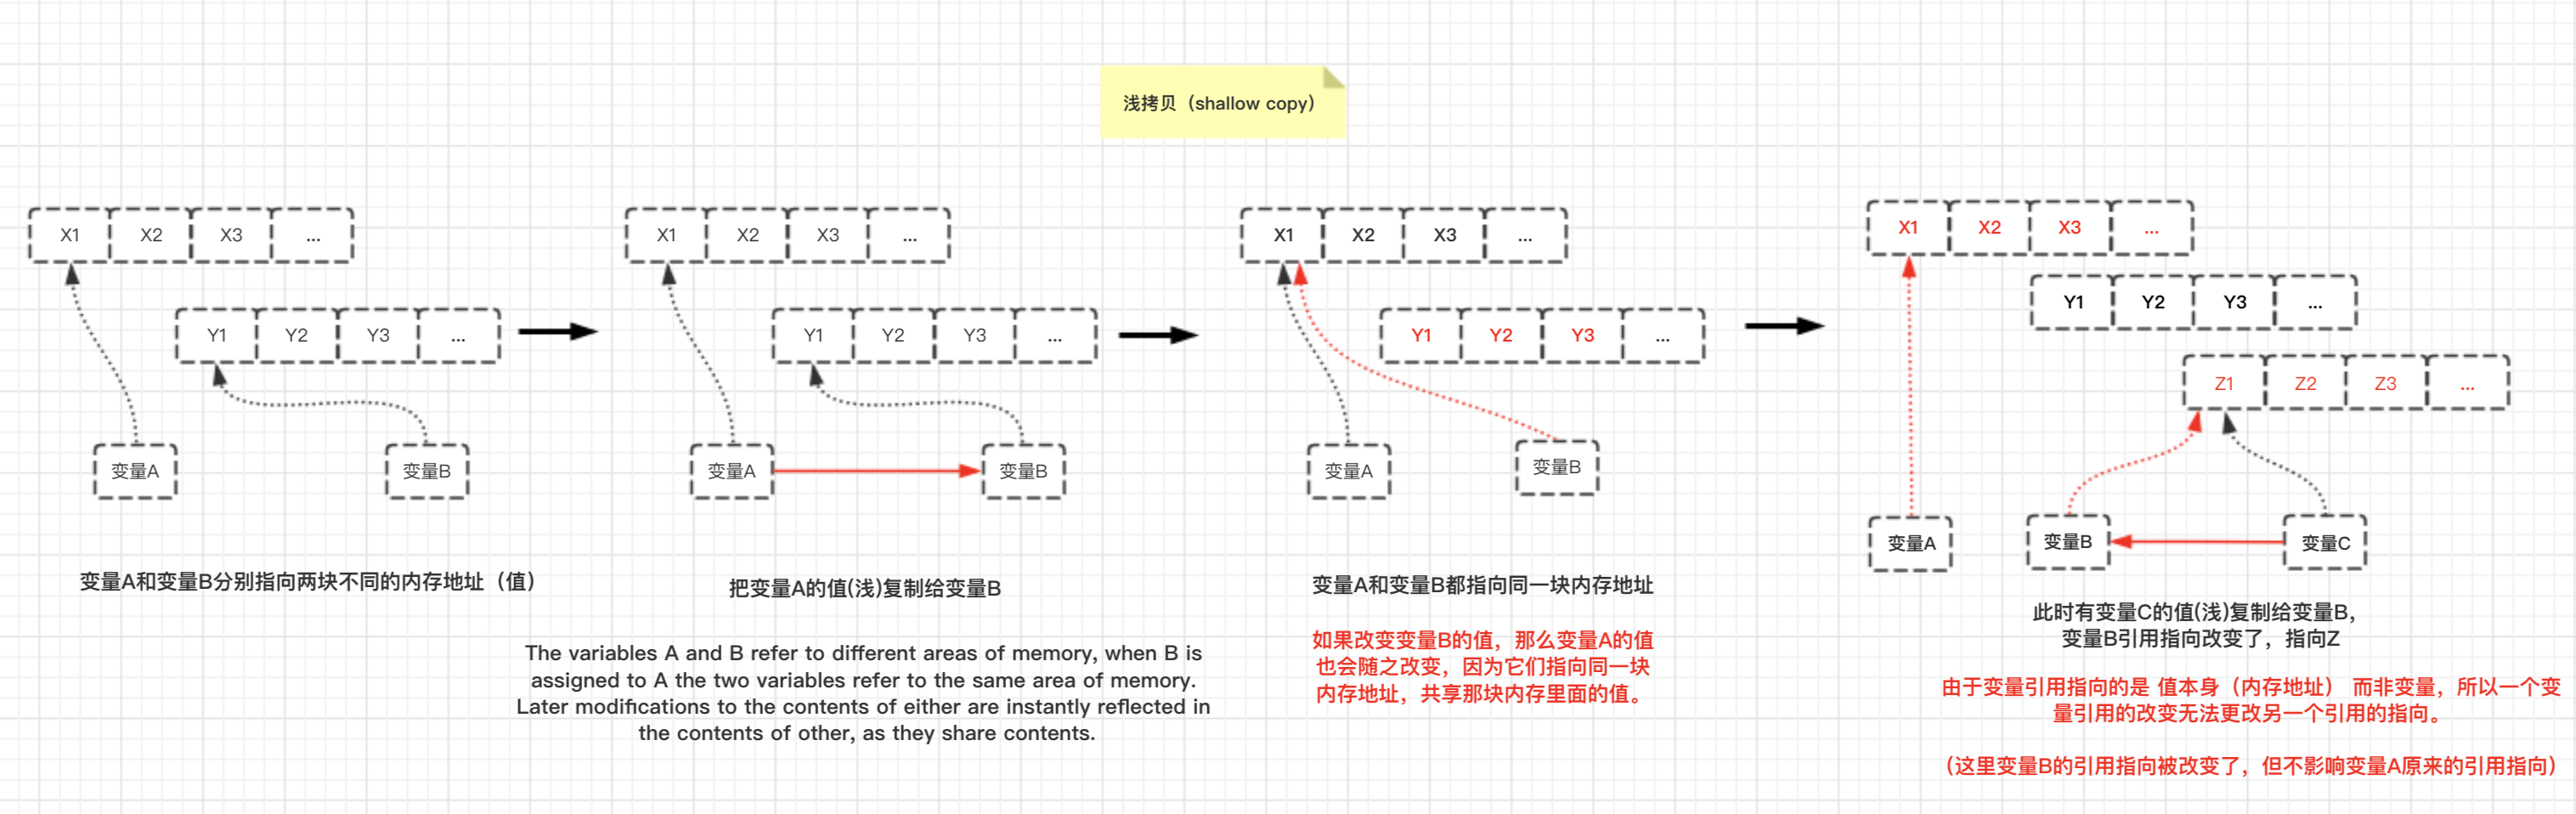 浅拷贝（shallow copy）
X1 X2 X3 ...
Y1 Y2 Y3 ...
变量A 变量B
变量A和变量B分别指向两块不同的内存地址（值）
X1 X2 X3 ...
Y1 Y2 Y3 ...
变量A 变量B
把变量A的值(浅)复制给变量B
The variables A and B refer to different areas of memory, when B is
assigned to A the two variables refer to the same area of memory.
Later modifications to the contents of either are instantly reflected in
the contents of other, as they share contents.
X1 X2 X3 ...
Y1 Y2 Y3 ...
变量A 变量B
变量A和变量B都指向同一块内存地址
如果改变变量B的值，那么变量A的值
也会随之改变，因为它们指向同一块
内存地址，共享那块内存里面的值。
X1 X2 X3 ...
Y1 Y2 Y3 ...
Z1 Z2 Z3 ...
变量A 变量B 变量C
此时有变量C的值(浅)复制给变量B，
变量B引用指向改变了，指向Z
由于变量引用指向的是 值本身（内存地址） 而非变量，所以一个变
量引用的改变无法更改另一个引用的指向。
（这里变量B的引用指向被改变了，但不影响变量A原来的引用指向）